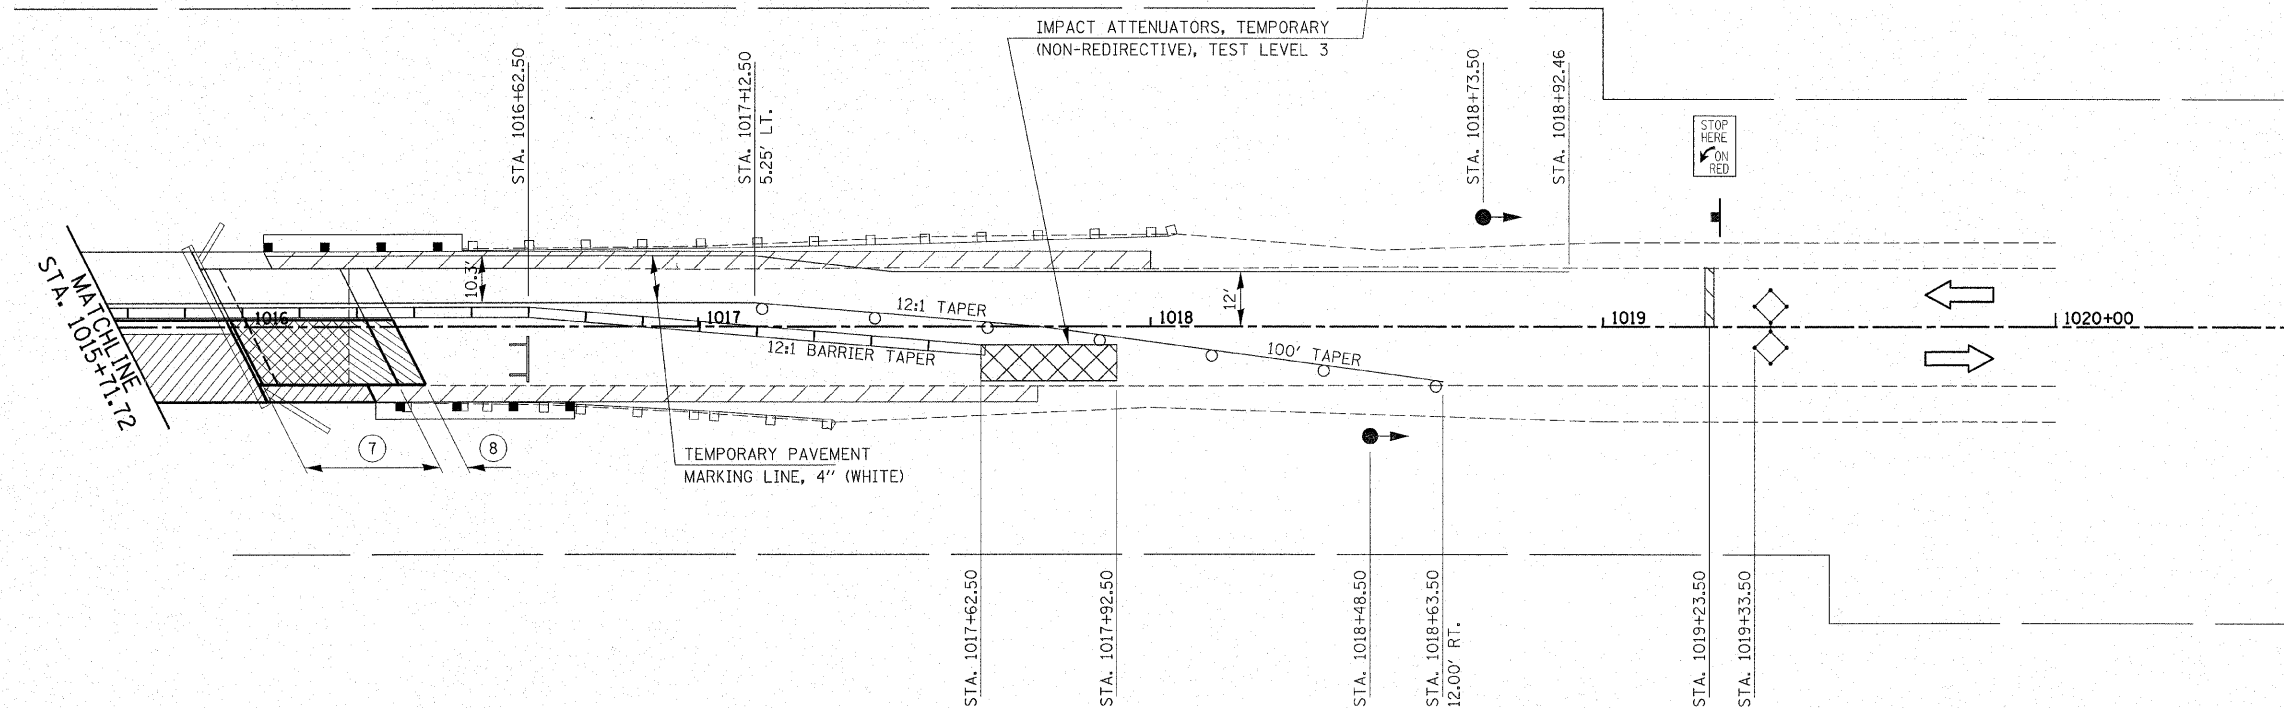 IMPACT ATTENUATORS, TEMPORARY
(NON-REDIRECTIVE), TEST LEVEL 3
STA. 1016+62.50
STA. 1017+12.50
5.25' LT.
STA. 1018+73.50
STA. 1018+92.46
STOP
HERE
ON
RED
MATCHLINE
STA. 1015+71.72
10.3'
12:1 TAPER
12'
1016
1017
1018
1019
1020+00
12:1 BARRIER TAPER
100' TAPER
7
8
TEMPORARY PAVEMENT
MARKING LINE, 4" (WHITE)
STA. 1017+62.50
STA. 1017+92.50
STA. 1018+48.50
STA. 1018+63.50
12.00' RT.
STA. 1019+23.50
STA. 1019+33.50